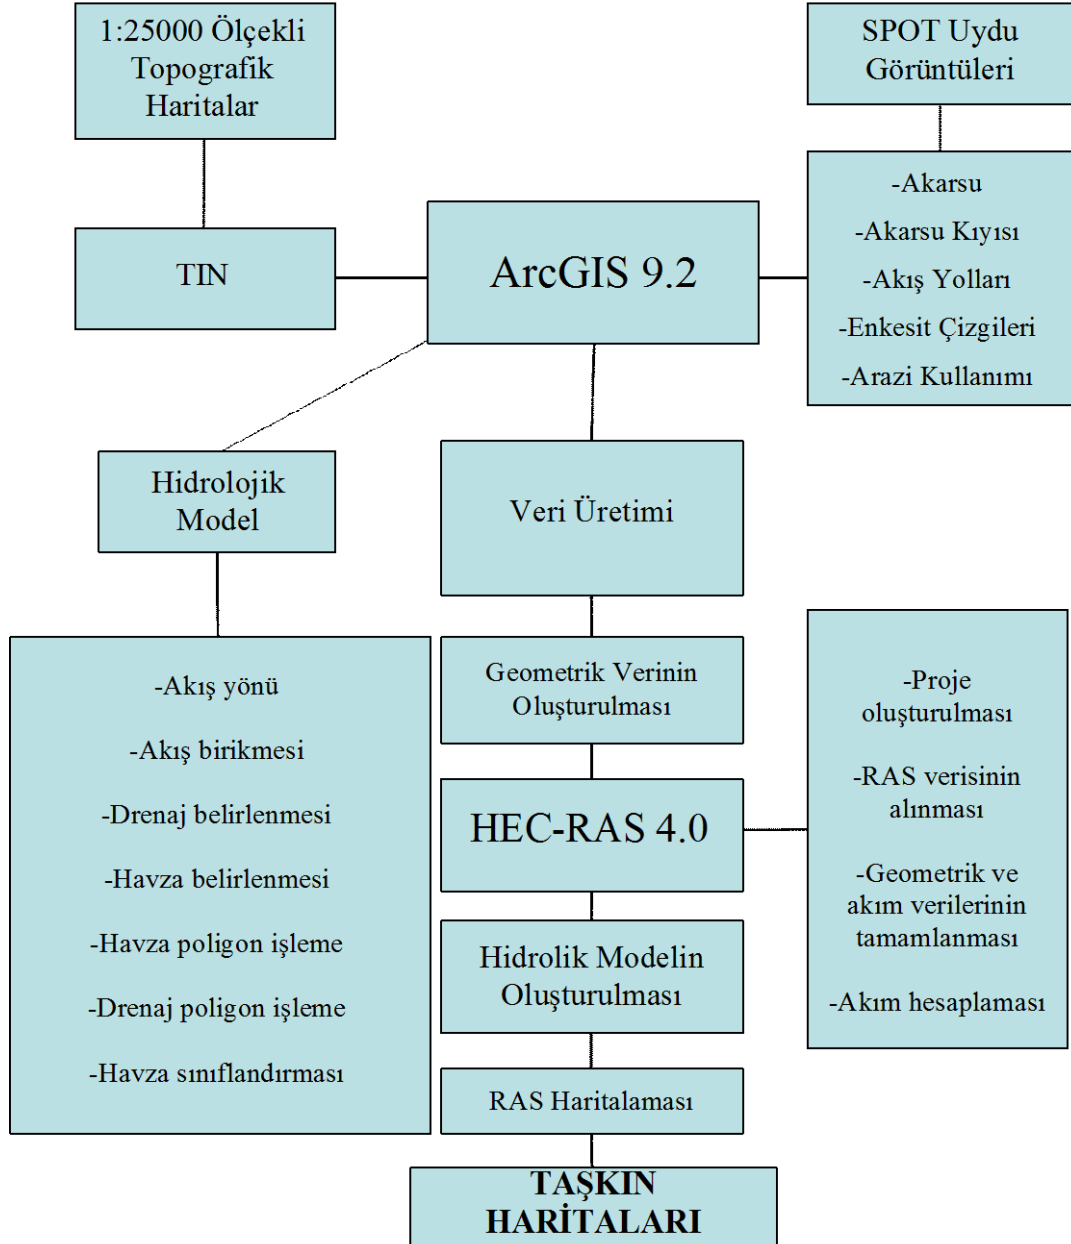 1:25000 Ölçekli
Topografik
Haritalar
SPOT Uydu
Görüntüleri
TIN
ArcGIS 9.2
-Akarsu
-Akarsu Kıyısı
-Akış Yolları
-Enkesit Çizgileri
-Arazi Kullanımı
Hidrolojik
Model
Veri Üretimi
-Akış yönü
-Akış birikmesi
-Drenaj belirlenmesi
-Havza belirlenmesi
-Havza poligon işleme
-Drenaj poligon işleme
-Havza sınıflandırması
Geometrik Verinin
Oluşturulması
HEC-RAS 4.0
-Proje
oluşturulması
-RAS verisinin
alınması
-Geometrik ve
akım verilerinin
tamamlanması
-Akım hesaplaması
Hidrolik Modelin
Oluşturulması
RAS Haritalaması
TAŞKIN
HARİTALARI